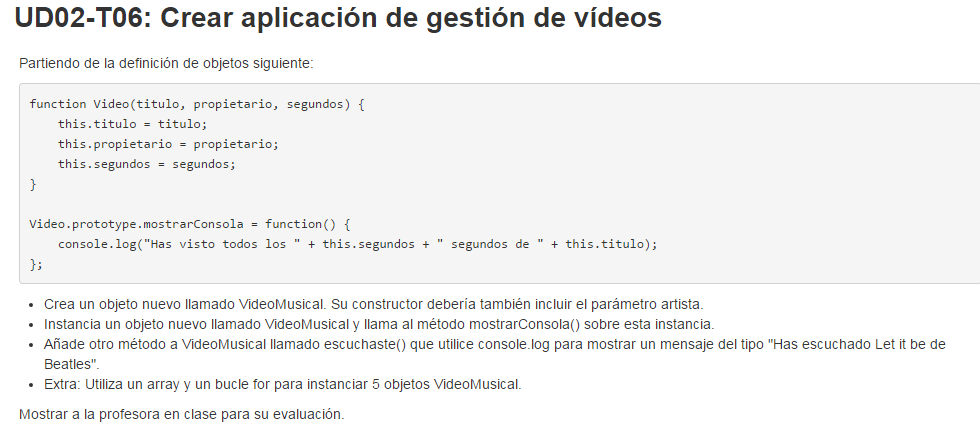 UD02-T06: Crear aplicación de gestión de vídeos
Partiendo de la definición de objetos siguiente:
function Video(titulo, propietario, segundos) {
    this.titulo = titulo;
    this.propietario = propietario;
    this.segundos = segundos;
}
Video.prototype.mostrarConsola = function() {
    console.log("Has visto todos los " + this.segundos + " segundos de " + this.titulo);
};
• Crea un objeto nuevo llamado VideoMusical. Su constructor debería también incluir el parámetro artista.
• Instancia un objeto nuevo llamado VideoMusical y llama al método mostrarConsola() sobre esta instancia.
• Añade otro método a VideoMusical llamado escuchaste() que utilice console.log para mostrar un mensaje del tipo "Has escuchado Let it be de
Beatles".
• Extra: Utiliza un array y un bucle for para instanciar 5 objetos VideoMusical.
Mostrar a la profesora en clase para su evaluación.